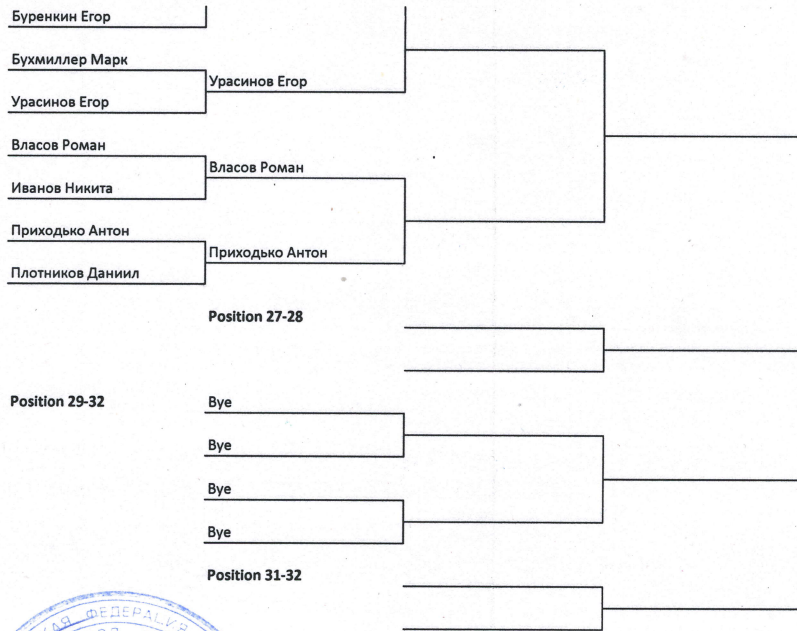 Буренкин Егор
Бухмиллер Марк
Урасинов Егор
Урасинов Егор
Власов Роман
Власов Роман
Иванов Никита
Приходько Антон
Приходько Антон
Плотников Даниил
Position 27-28
Position 29-32
Bye
Bye
Bye
Bye
Position 31-32
ФЕДЕРАЦИЯ